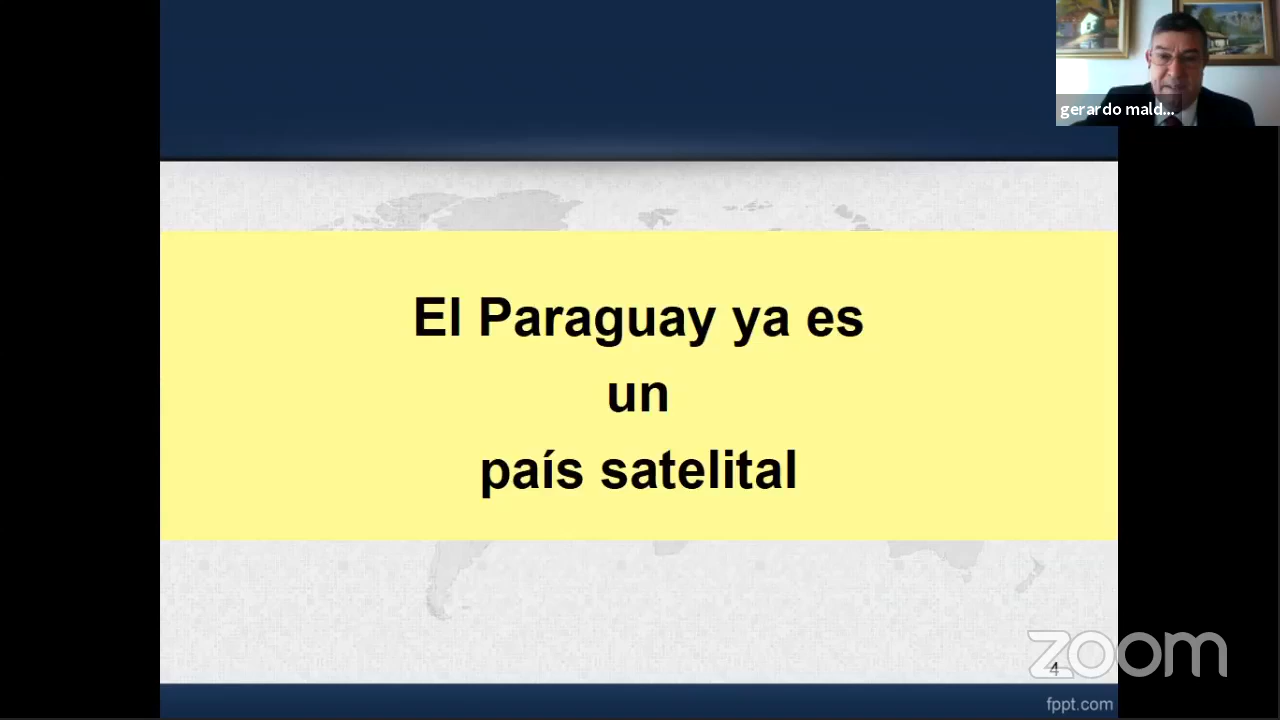 gerardo mald...
El Paraguay ya es
un
país satelital
zoom
4
fppt.com